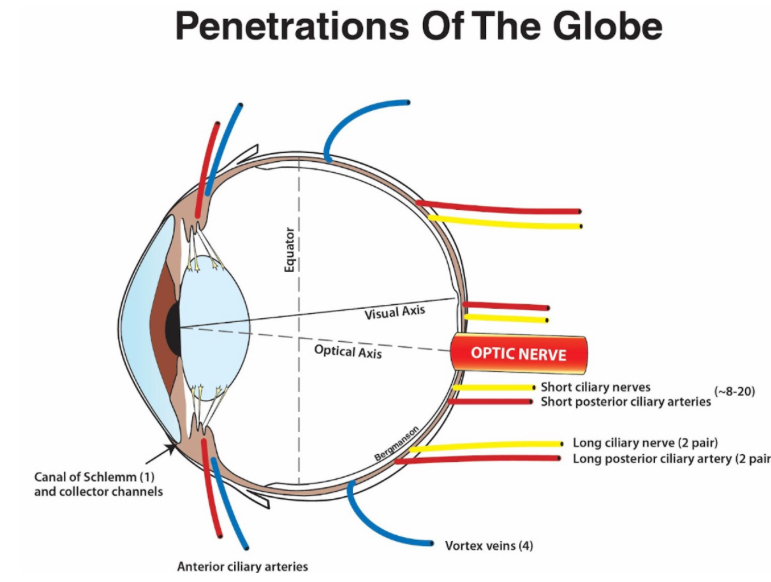 Penetrations Of The Globe
Equator
Visual Axis
Optical Axis
OPTIC NERVE
Short ciliary nerves
Short posterior ciliary arteries
(~8-20)
Bergmanson
Long ciliary nerve (2 pair)
Long posterior ciliary artery (2 pair
Canal of Schlemm (1)
and collector channels
Vortex veins (4)
Anterior ciliary arteries